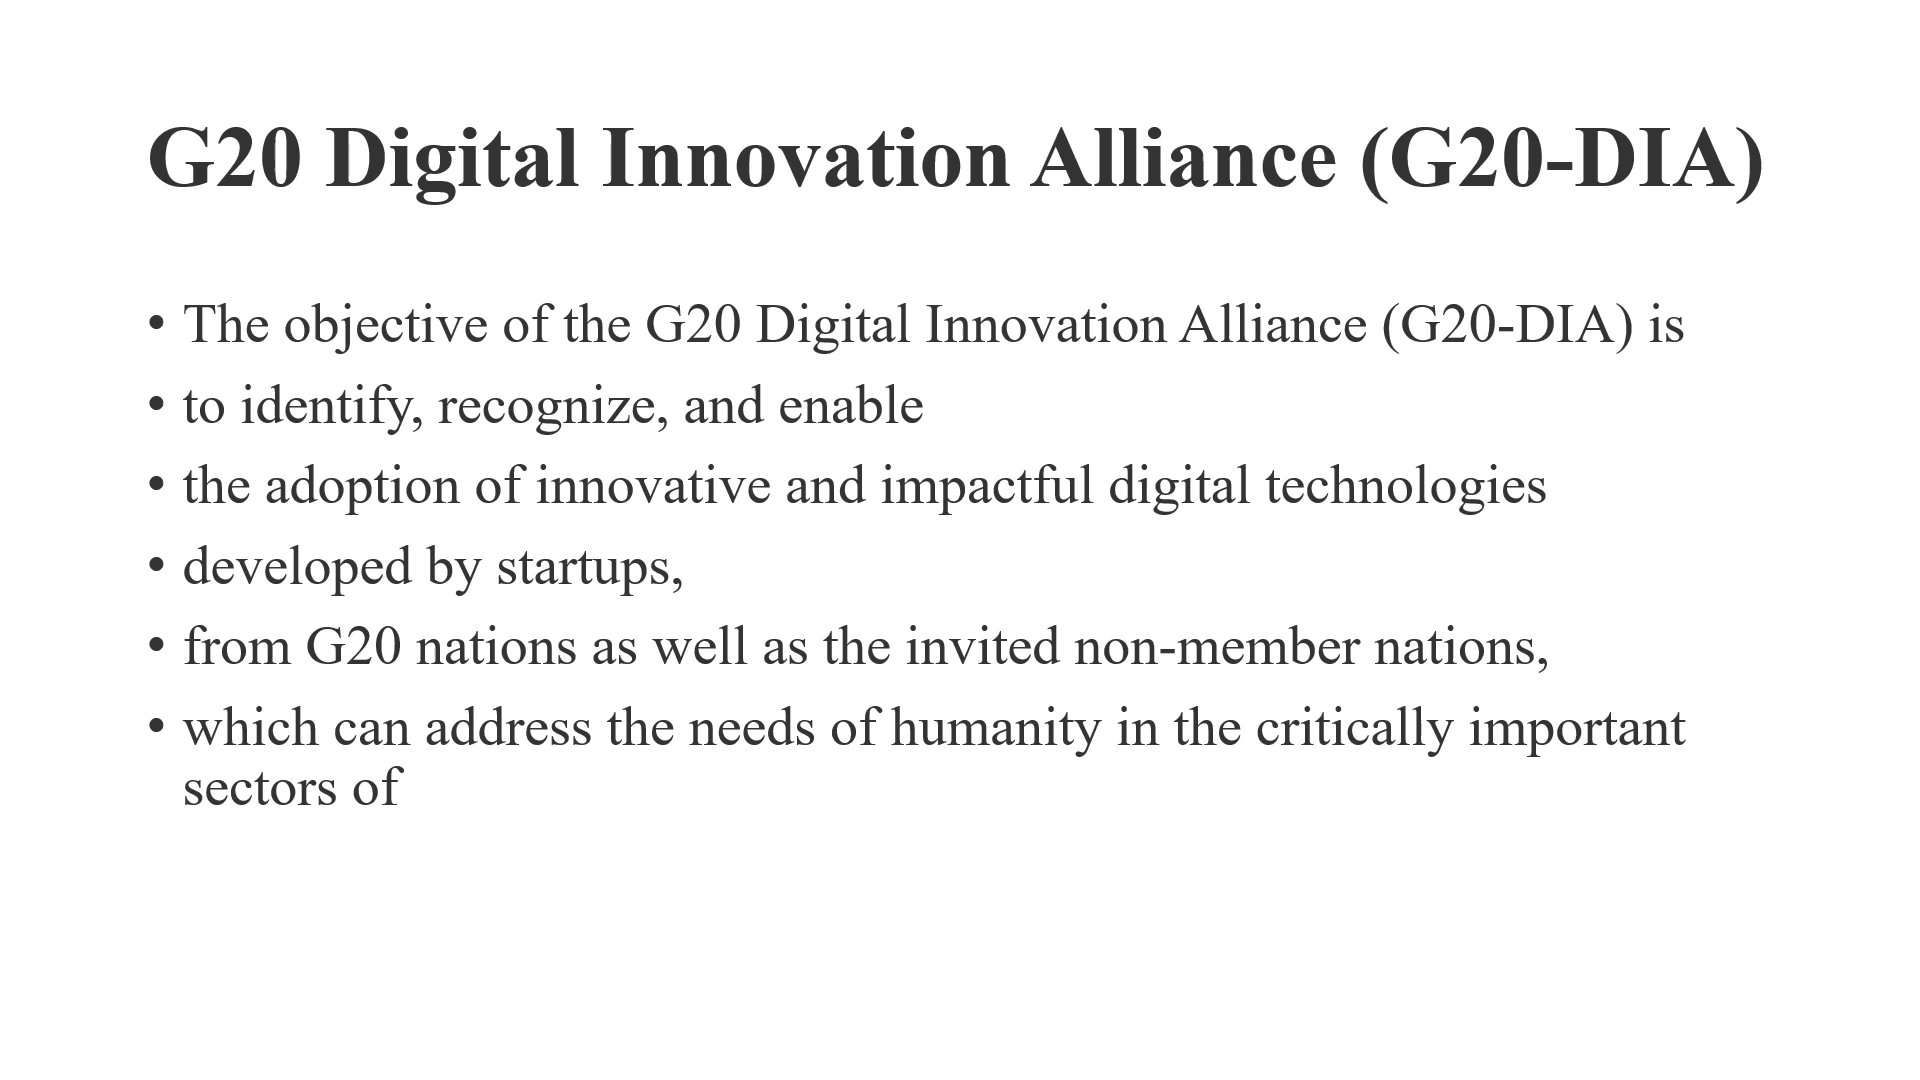 G20 Digital Innovation Alliance (G20-DIA)
• The objective of the G20 Digital Innovation Alliance (G20-DIA) is
• to identify, recognize, and enable
• the adoption of innovative and impactful digital technologies
• developed by startups,
• from G20 nations as well as the invited non-member nations,
• which can address the needs of humanity in the critically important
sectors of